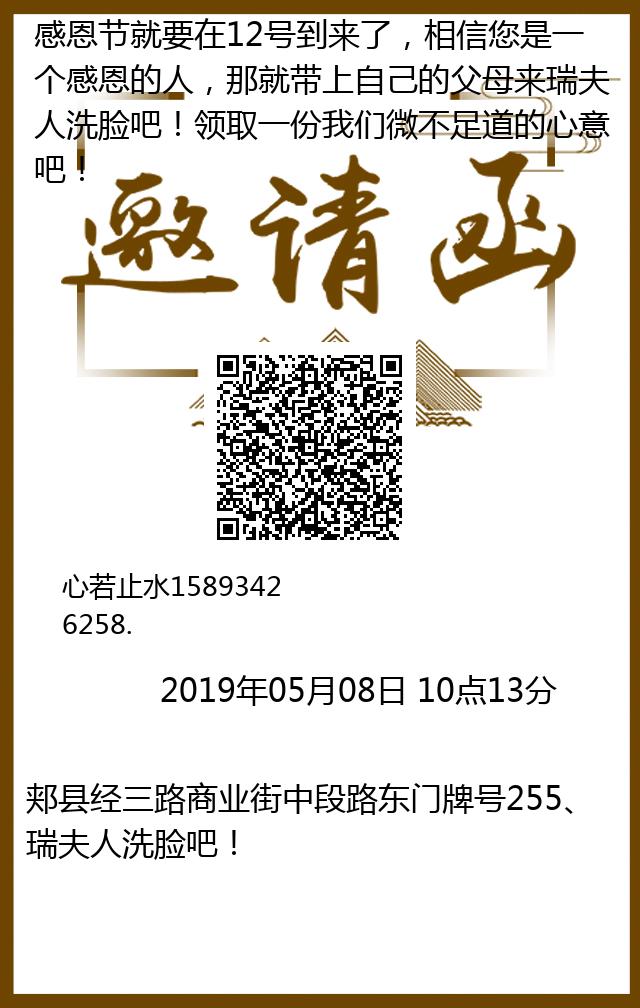 感恩节就要在12号到来了，相信您是一
个感恩的人，那就带上自己的父母来瑞夫
人洗脸吧！领取一份我们微不足道的心意
吧！
邀请函
心若止水1589342
6258.
2019年05月08日 10点13分
郏县经三路商业街中段路东门牌号255、
瑞夫人洗脸吧！